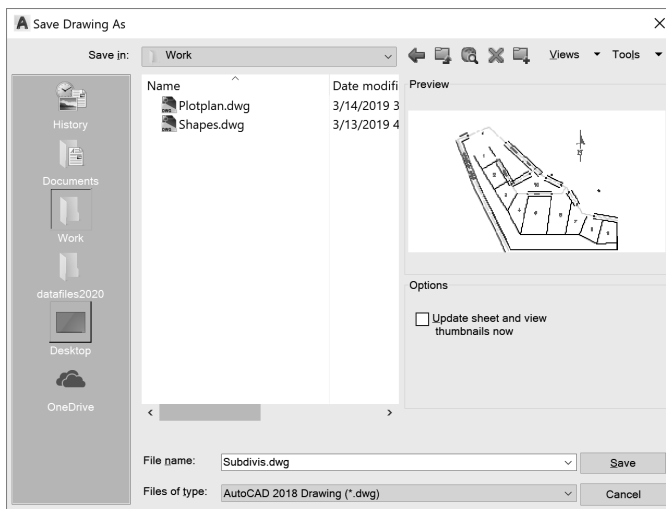 Save Drawing As
Save in:
Work
Views
Tools
Name
Date modifi
Preview
Plotplan.dwg
3/14/2019 3
Shapes.dwg
3/13/2019 4
History
Documents
Work
datafiles2020
Desktop
OneDrive
Options
Update sheet and view
thumbnails now
File name:
Subdivis.dwg
Save
Files of type:
AutoCAD 2018 Drawing (*.dwg)
Cancel